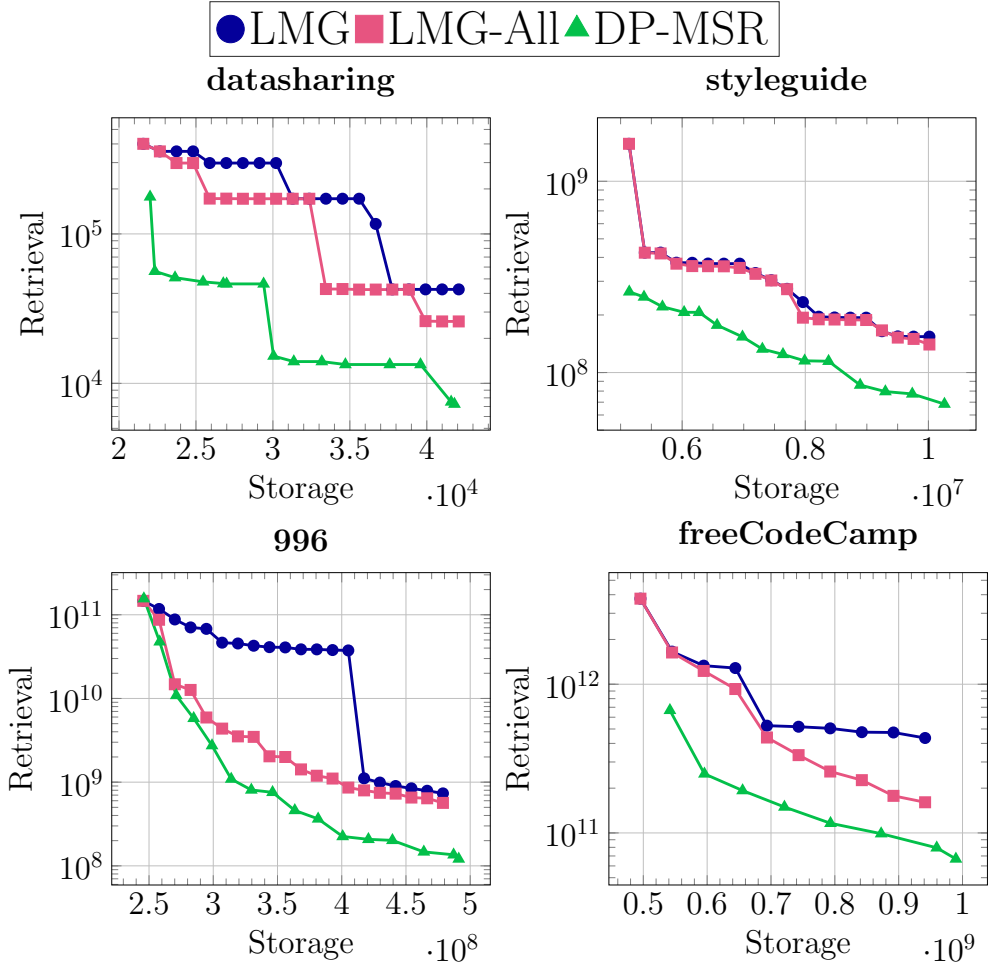 LMG LMG-All DP-MSR
datasharing
styleguide
Retrieval
10^5
10^4
2 2.5 3 3.5 4
Storage
·10^4
Retrieval
10^9
10^8
0.6 0.8 1
Storage
·10^7
996
freeCodeCamp
Retrieval
10^11
10^10
10^9
10^8
2.5 3 3.5 4 4.5 5
Storage
·10^8
Retrieval
10^12
10^11
0.5 0.6 0.7 0.8 0.9 1
Storage
·10^9